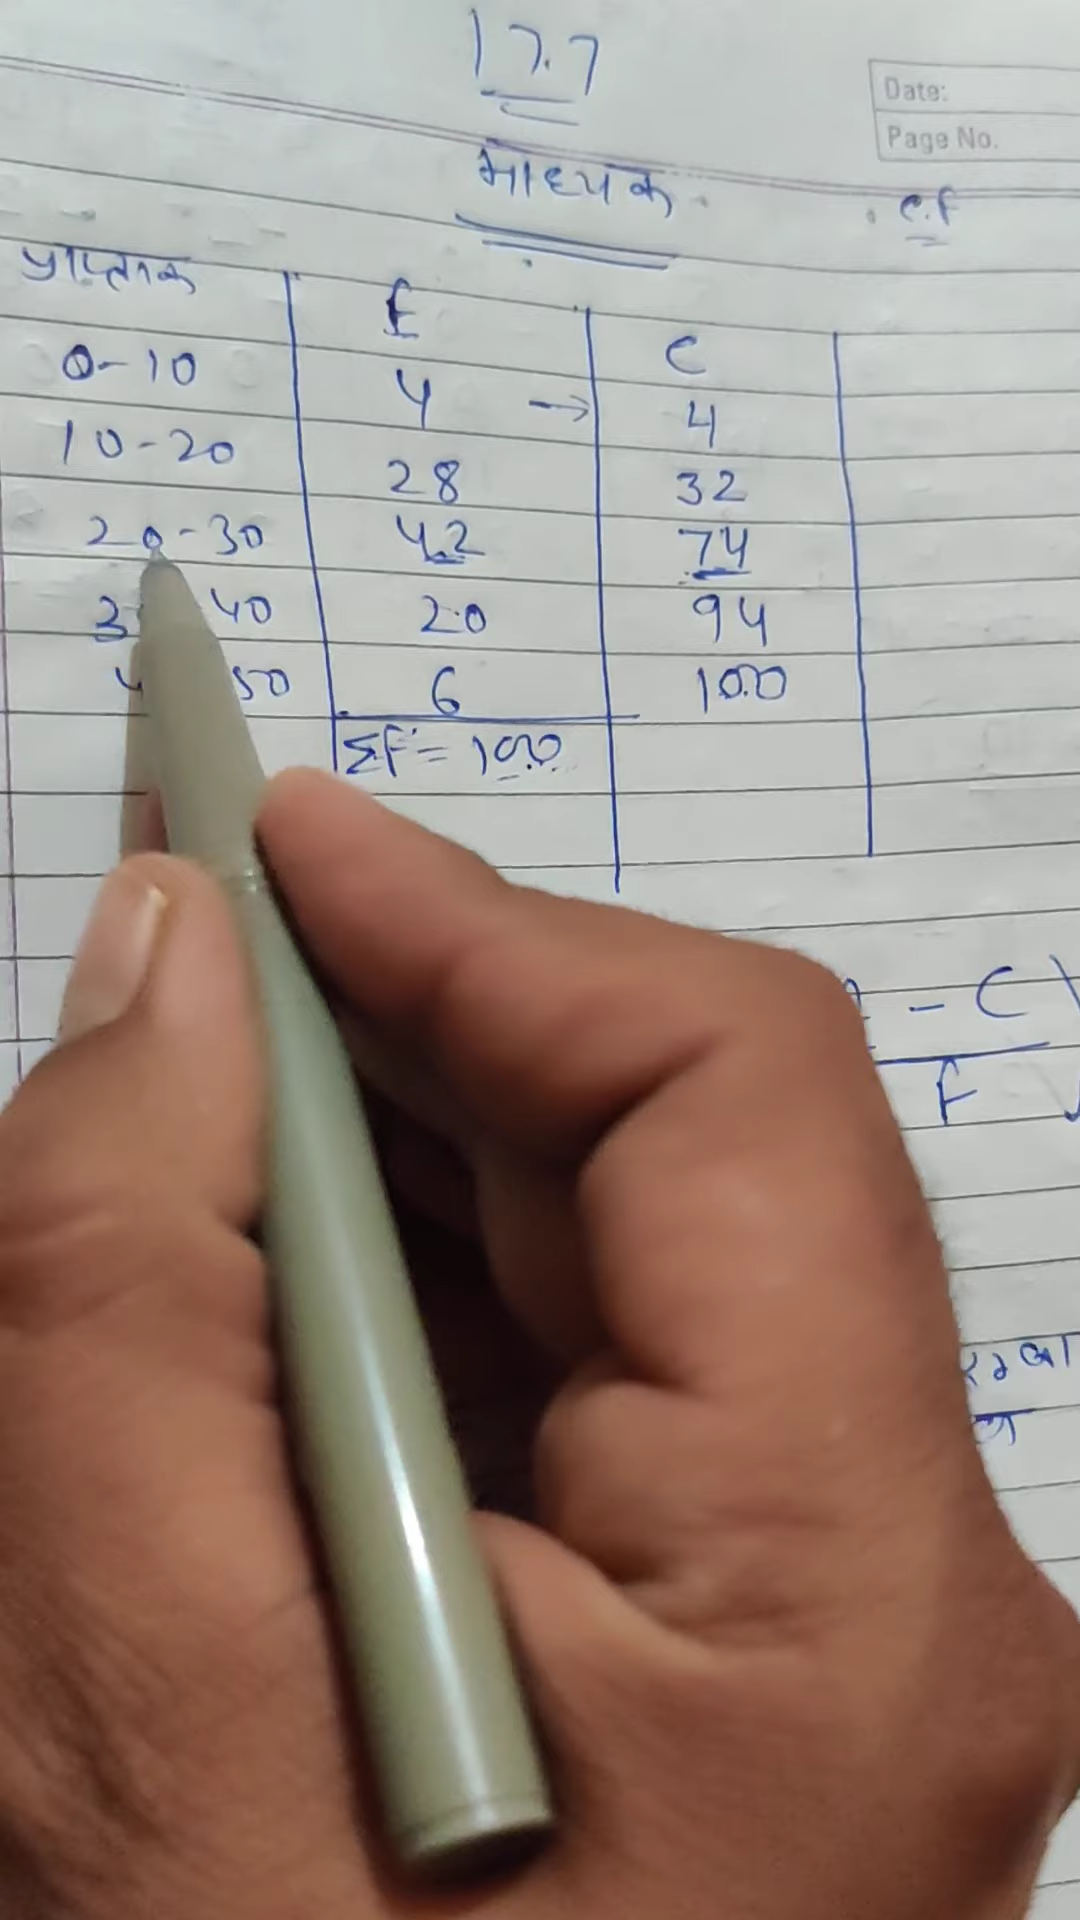 17.7
Date:
Page No.
माध्यक
c.f
प्राप्ताक
f
C
0-10 4 → 4
10-20 28 32
20-30 42 74
40 20 94
50 6 100
Σf = 100
- C
F